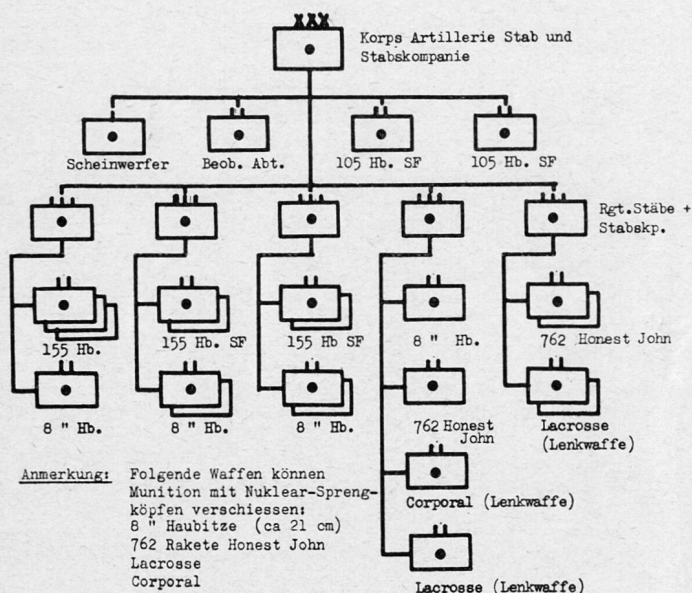 XXX
Korps Artillerie Stab und
Stabskompanie
Scheinwerfer
Beob. Abt.
105 Hb. SF
105 Hb. SF
Rgt.Stäbe +
Stabskp.
155 Hb.
155 Hb. SF
155 Hb SF
8 " Hb.
762 Honest John
8 " Hb.
8 " Hb.
8 " Hb.
762 Honest
John
Lacrosse
(Lenkwaffe)
Corporal (Lenkwaffe)
Lacrosse (Lenkwaffe)
Anmerkung: Folgende Waffen können
Munition mit Nuklear-Spreng-
köpfen verschiessen:
8 " Haubitze (ca 21 cm)
762 Rakete Honest John
Lacrosse
Corporal